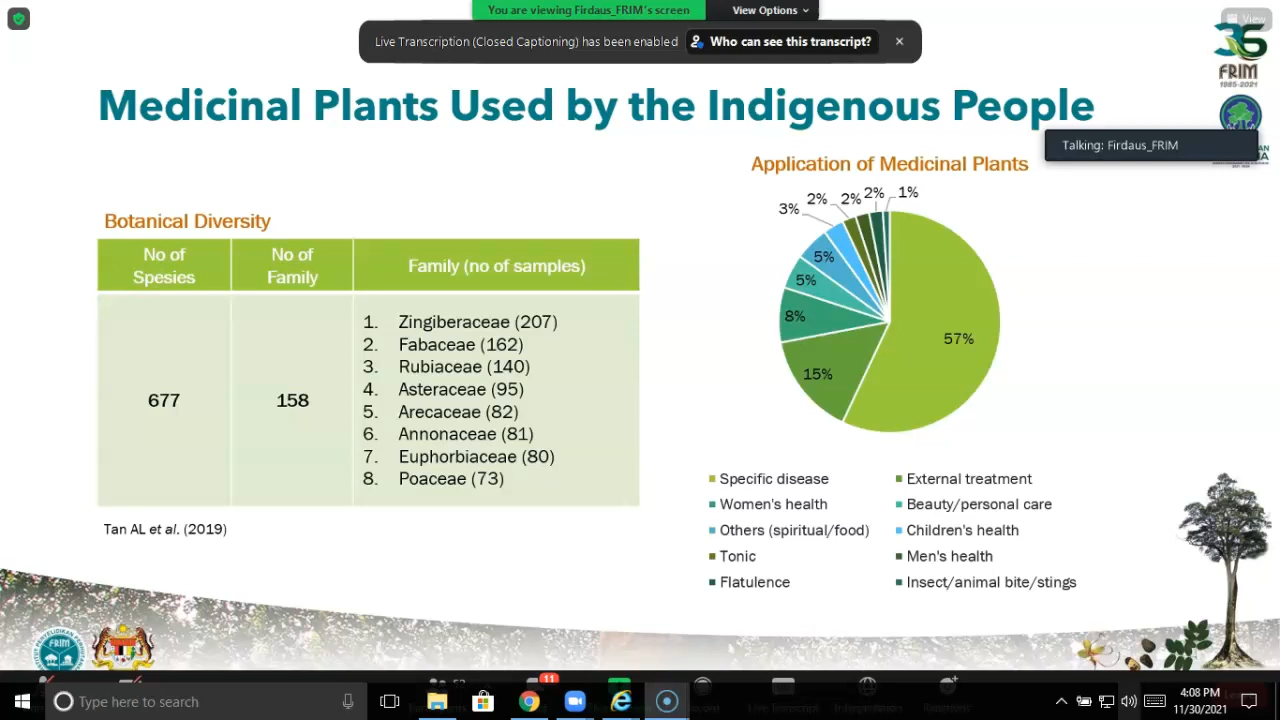 You are viewing Firdaus_FRIM's screen
View Options
View
Live Transcription (Closed Captioning) has been enabled
Who can see this transcript?
FRIM
1985-2021
Medicinal Plants Used by the Indigenous People
Talking: Firdaus_FRIM
Application of Medicinal Plants
Botanical Diversity
No of
Spesies
No of
Family
Family (no of samples)
677
158
1. Zingiberaceae (207)
2. Fabaceae (162)
3. Rubiaceae (140)
4. Asteraceae (95)
5. Arecaceae (82)
6. Annonaceae (81)
7. Euphorbiaceae (80)
8. Poaceae (73)
Tan AL et al. (2019)
3%
2%
2%
2%
1%
5%
5%
8%
15%
57%
Specific disease
External treatment
Women's health
Beauty/personal care
Others (spiritual/food)
Children's health
Tonic
Men's health
Flatulence
Insect/animal bite/stings
FRIM
11
Type here to search
4:08 PM
11/30/2021